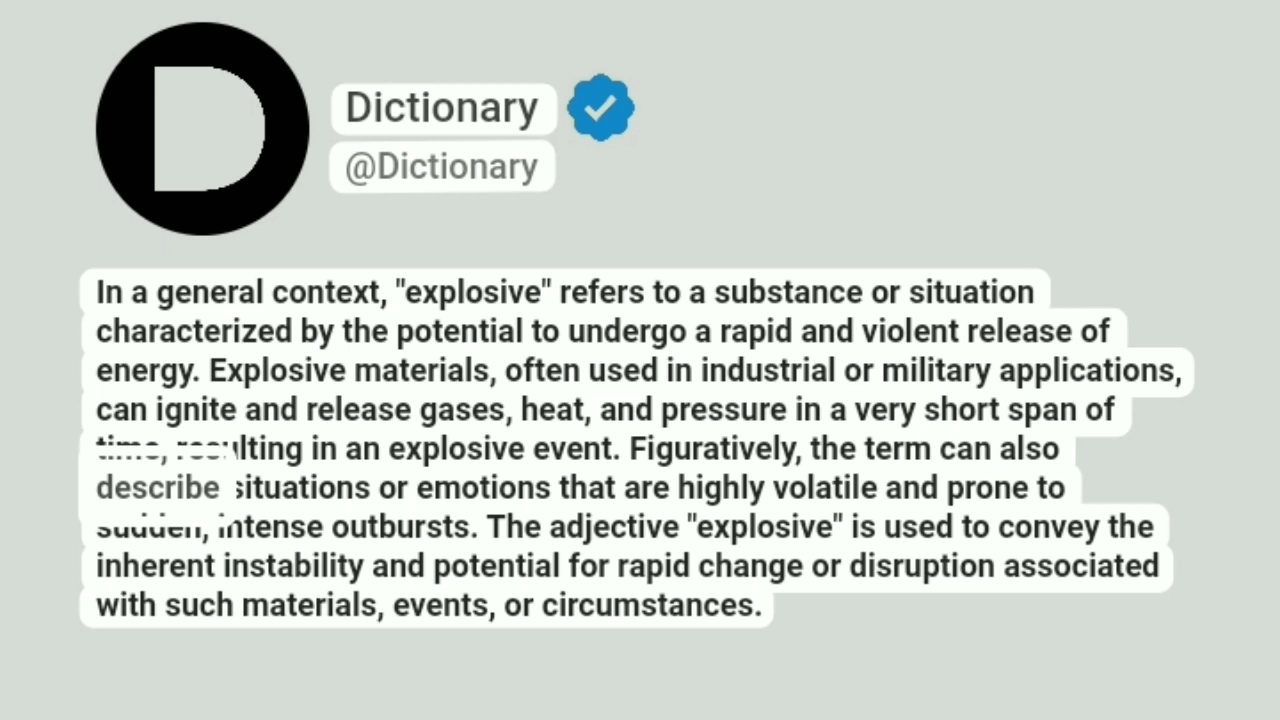 D
Dictionary
@Dictionary
In a general context, "explosive" refers to a substance or situation
characterized by the potential to undergo a rapid and violent release of
energy. Explosive materials, often used in industrial or military applications,
can ignite and release gases, heat, and pressure in a very short span of
time, resulting in an explosive event. Figuratively, the term can also
describe situations or emotions that are highly volatile and prone to
sudden, intense outbursts. The adjective "explosive" is used to convey the
inherent instability and potential for rapid change or disruption associated
with such materials, events, or circumstances.